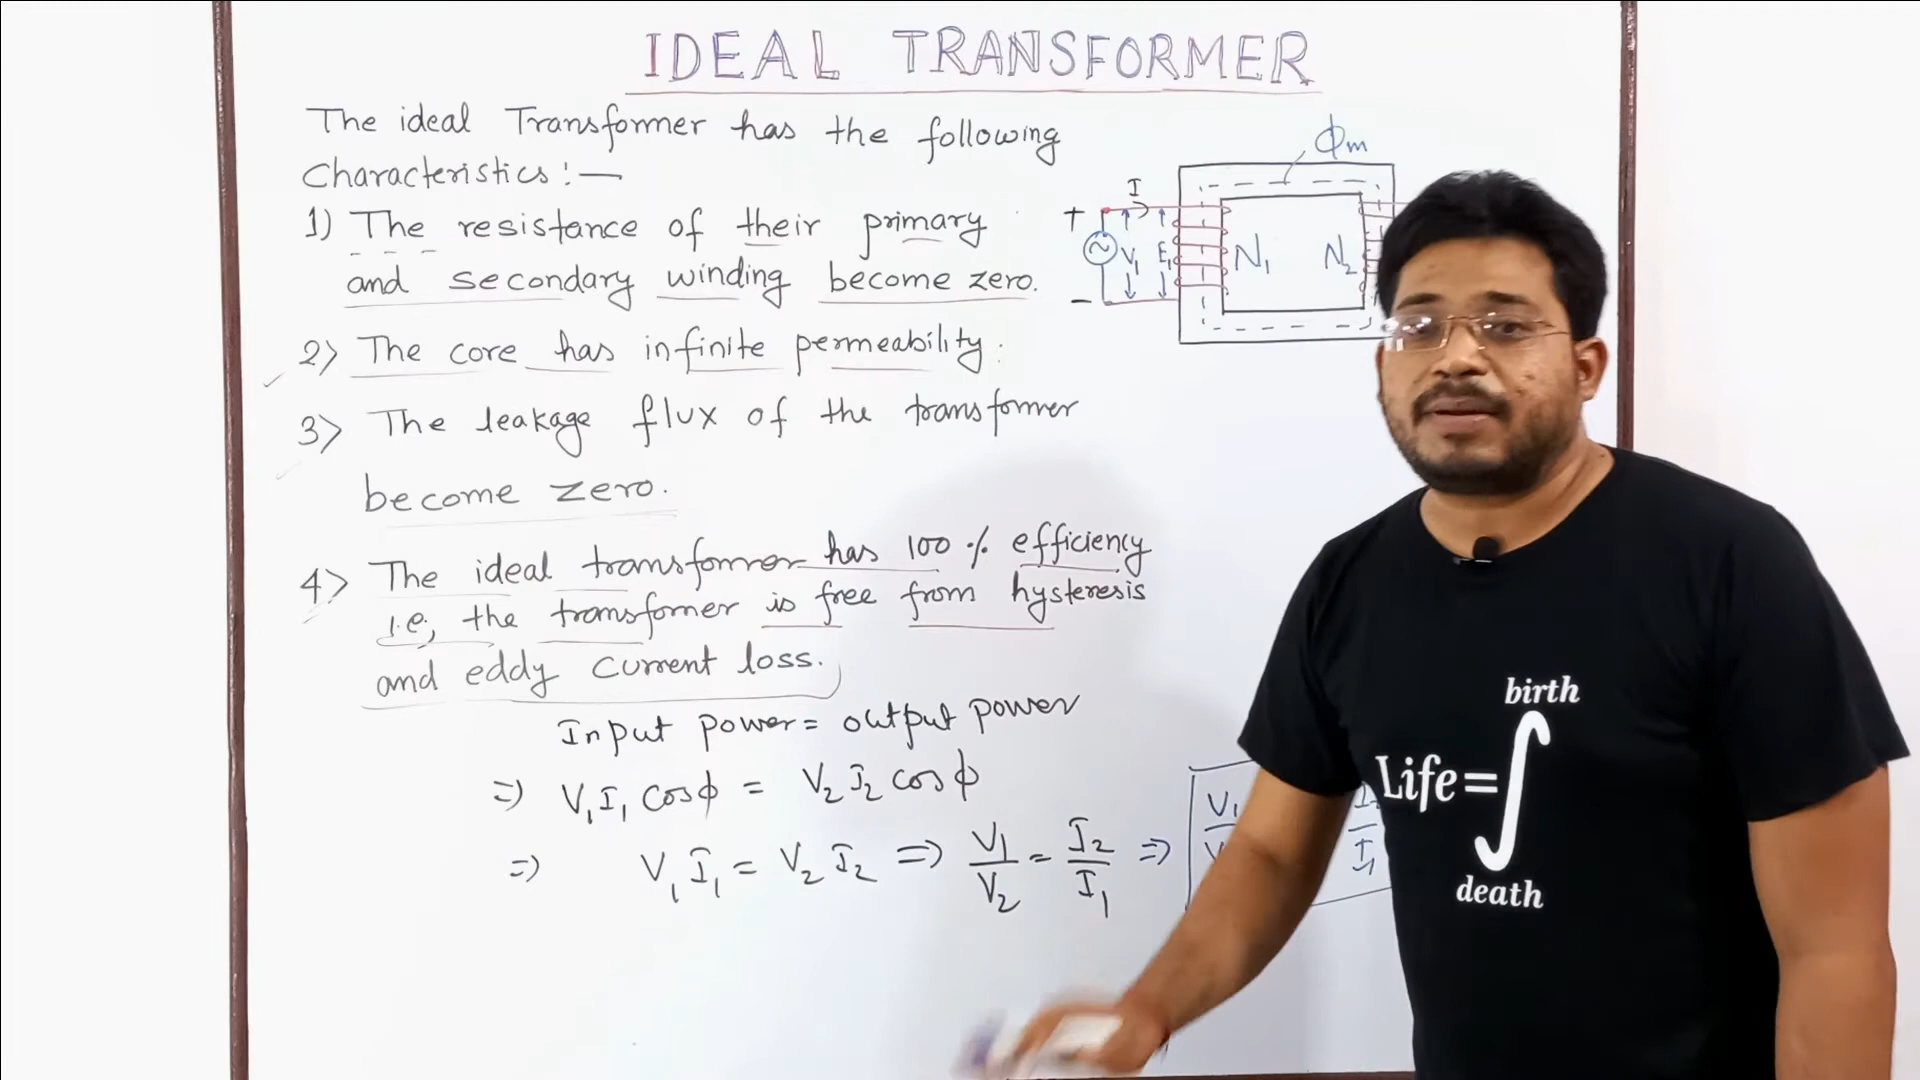 IDEAL TRANSFORMER
The ideal Transformer has the following
Characteristics:—
1) The resistance of their primary
and secondary winding become zero.
2) The core has infinite permeability.
3) The leakage flux of the transformer
become zero.
4) The ideal transformer has 100 % efficiency
i.e; the transformer is free from hysteresis
and eddy current loss.
Input power = output power
=> V₁I₁ cosϕ = V₂I₂ cosϕ
=> V₁I₁ = V₂I₂ => V₁/V₂ = I₂/I₁ =>
V₁
I₁
ϕm
I
+
V₁ E₁ N₁ N₂
−
birth
Life=∫
death